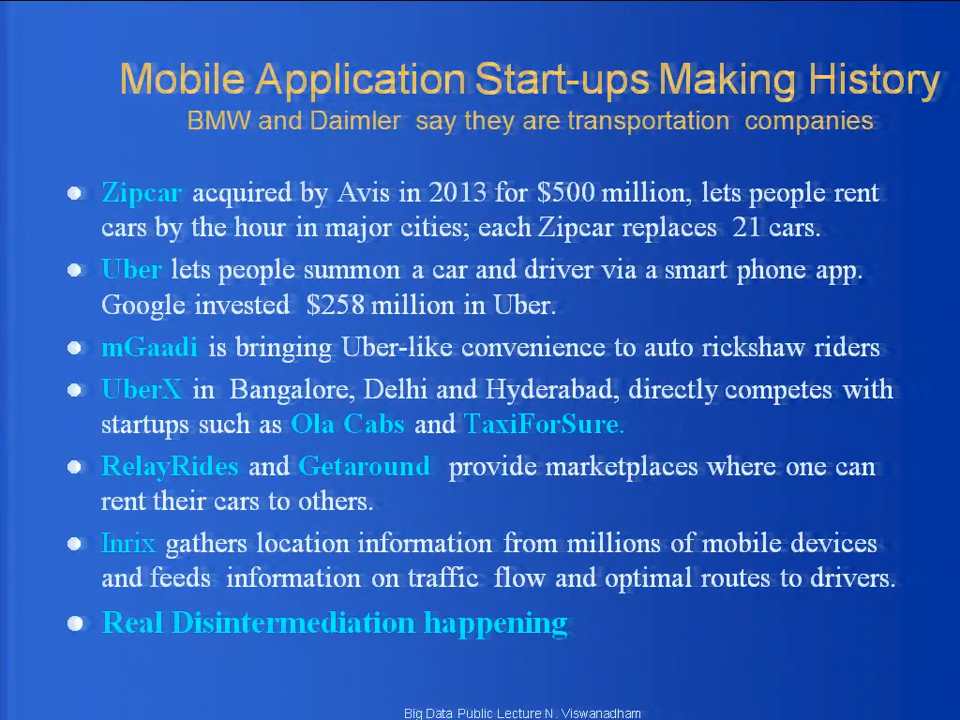 Mobile Application Start-ups Making History
BMW and Daimler say they are transportation companies
Zipcar acquired by Avis in 2013 for $500 million, lets people rent
cars by the hour in major cities; each Zipcar replaces 21 cars.
Uber lets people summon a car and driver via a smart phone app.
Google invested $258 million in Uber.
mGaadi is bringing Uber-like convenience to auto rickshaw riders
UberX in Bangalore, Delhi and Hyderabad, directly competes with
startups such as Ola Cabs and TaxiForSure.
RelayRides and Getaround provide marketplaces where one can
rent their cars to others.
Inrix gathers location information from millions of mobile devices
and feeds information on traffic flow and optimal routes to drivers.
Real Disintermediation happening
Big Data Public Lecture N. Viswanadham